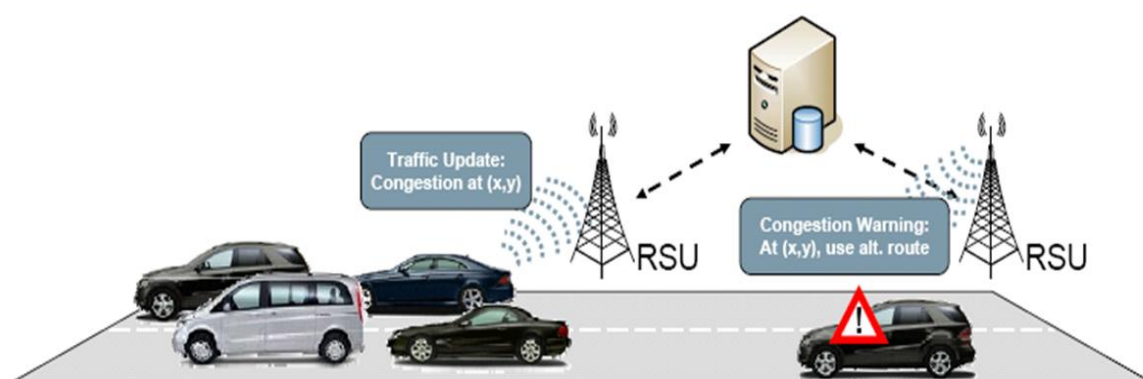 Traffic Update:
Congestion at (x,y)
RSU
Congestion Warning:
At (x,y), use alt. route
RSU
!